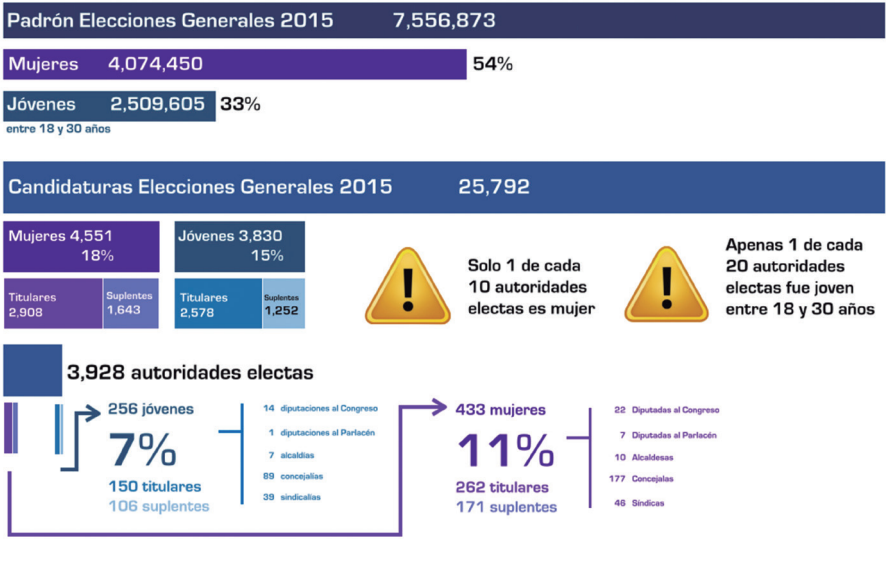 Padrón Elecciones Generales 2015 7,556,873
Mujeres 4,074,450 54%
Jóvenes 2,509,605 33%
entre 18 y 30 años
Candidaturas Elecciones Generales 2015 25,792
Mujeres 4,551
18%
Titulares
2,908
Suplentes
1,643
Jóvenes 3,830
15%
Titulares
2,578
Suplentes
1,252
!
Solo 1 de cada
10 autoridades
electas es mujer
!
Apenas 1 de cada
20 autoridades
electas fue joven
entre 18 y 30 años
3,928 autoridades electas
256 jóvenes
7%
150 titulares
106 suplentes
14 diputaciones al Congreso
1 diputaciones al Parlacén
7 alcaldías
89 concejalías
39 sindicalías
433 mujeres
11%
262 titulares
171 suplentes
22 Diputadas al Congreso
7 Diputadas al Parlacén
10 Alcaldesas
177 Concejalas
46 Síndicas